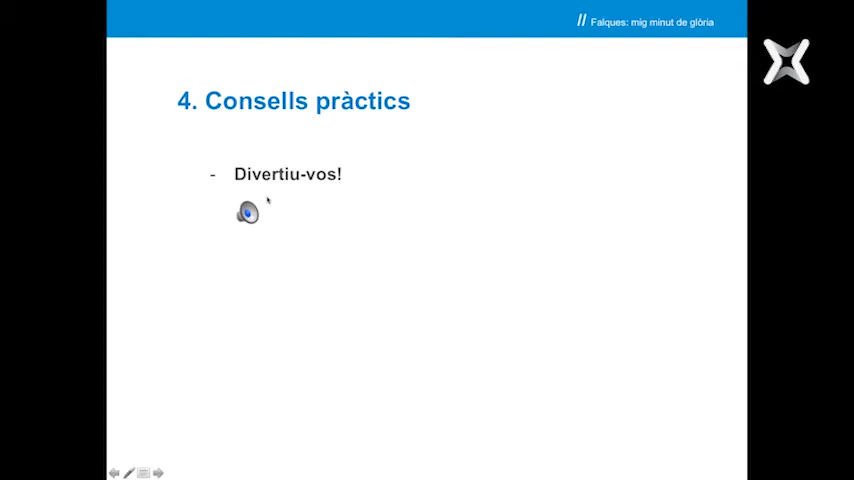 // Falques: mig minut de glòria
4. Consells pràctics
- Divertiu-vos!